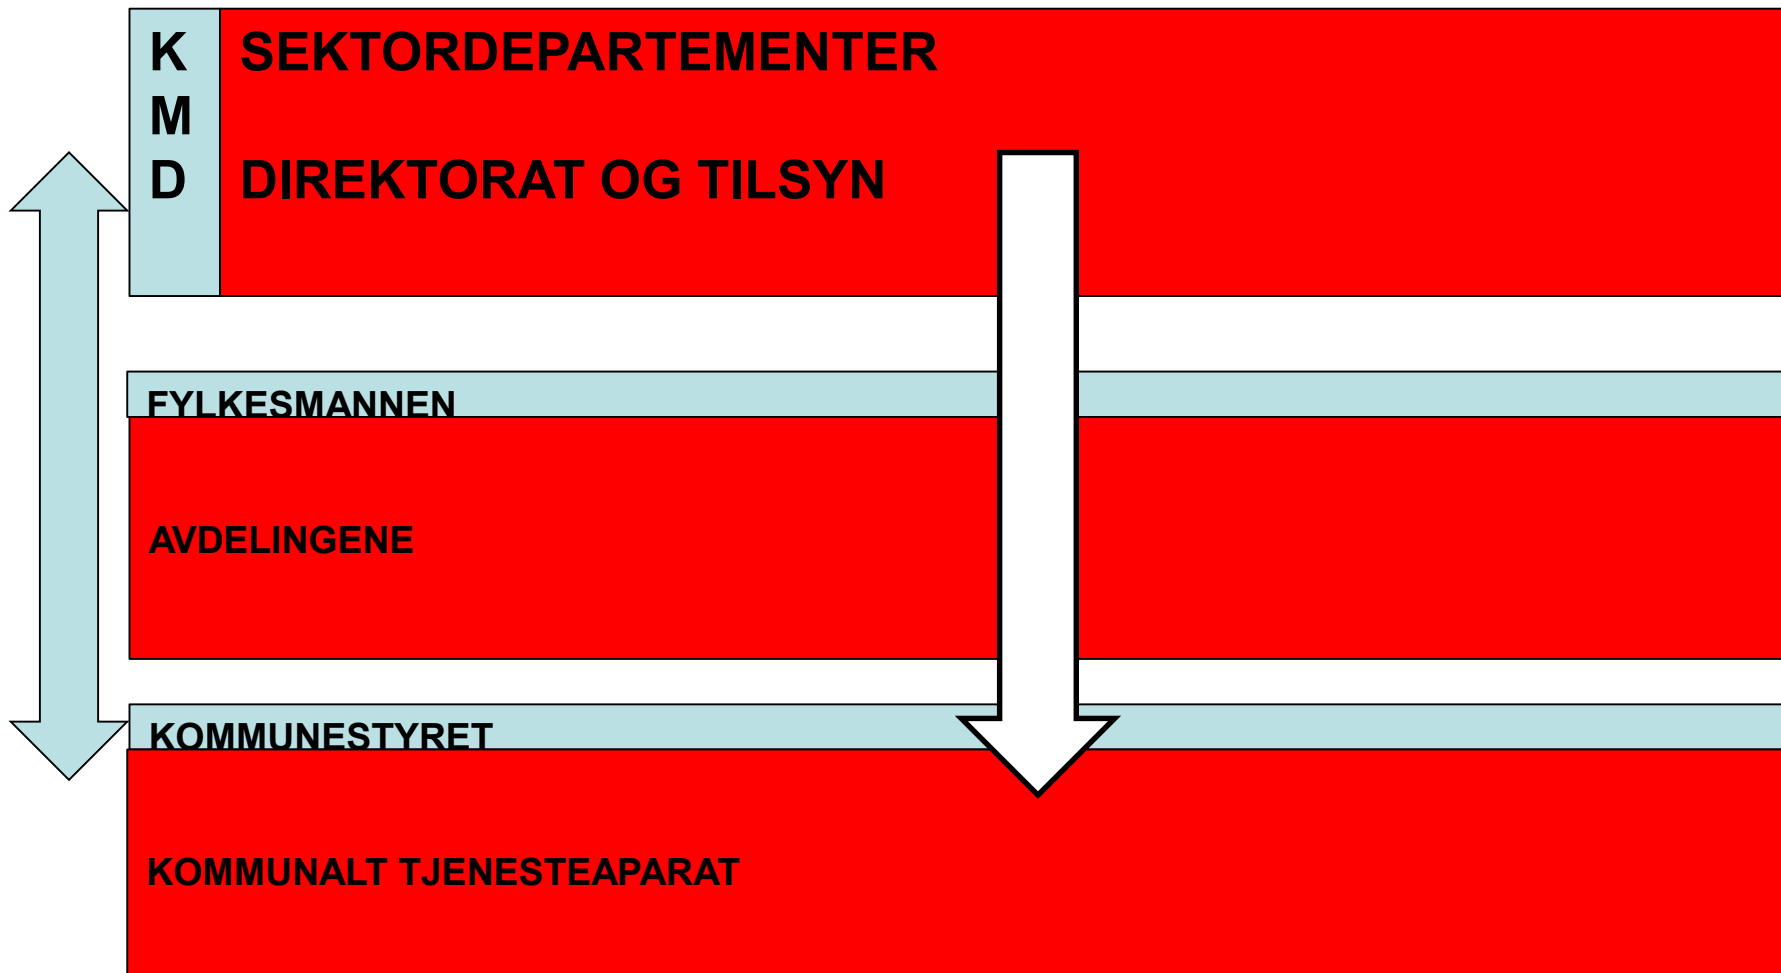 K
M
D
SEKTORDEPARTEMENTER
DIREKTORAT OG TILSYN
FYLKESMANNEN
AVDELINGENE
KOMMUNESTYRET
KOMMUNALT TJENESTEAPARAT